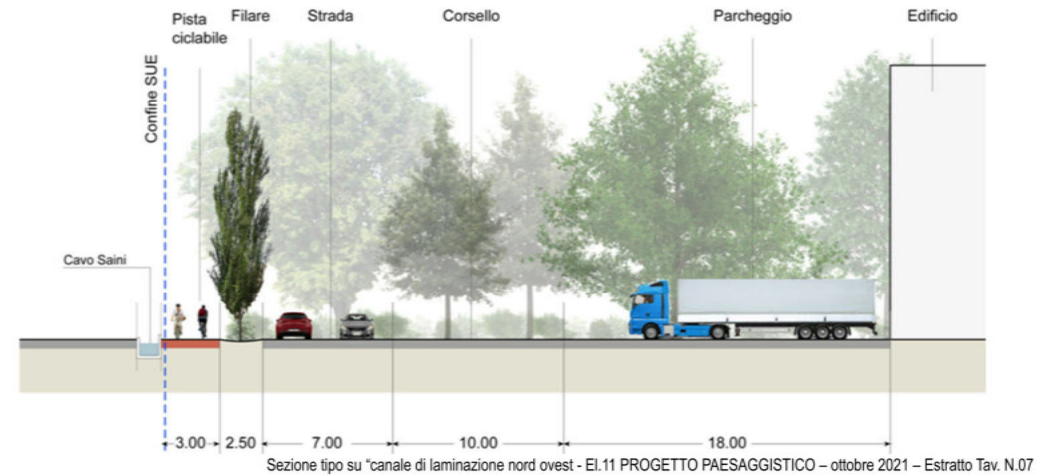 Pista
ciclabile
Filare
Strada
Corsello
Parcheggio
Edificio
Confine SUE
Cavo Saini
3.00
2.50
7.00
10.00
18.00
Sezione tipo su “canale di laminazione nord ovest - El.11 PROGETTO PAESAGGISTICO – ottobre 2021 – Estratto Tav. N.07